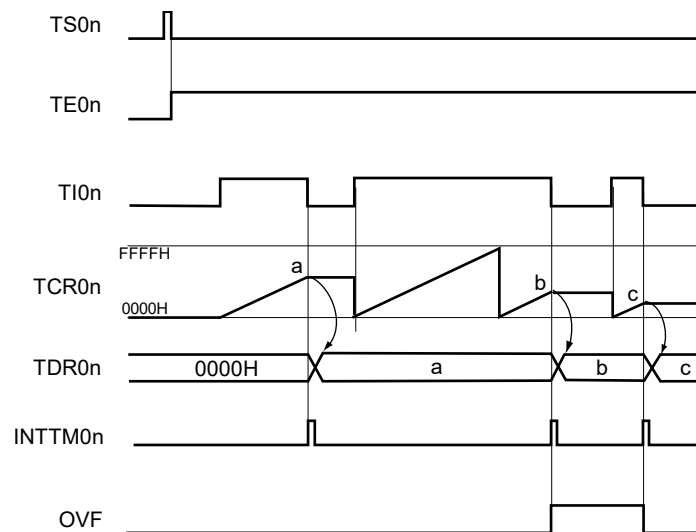 TS0n
TE0n
TI0n
FFFFH
a
TCR0n
b
c
0000H
TDR0n
0000H
a
b
c
INTTM0n
OVF